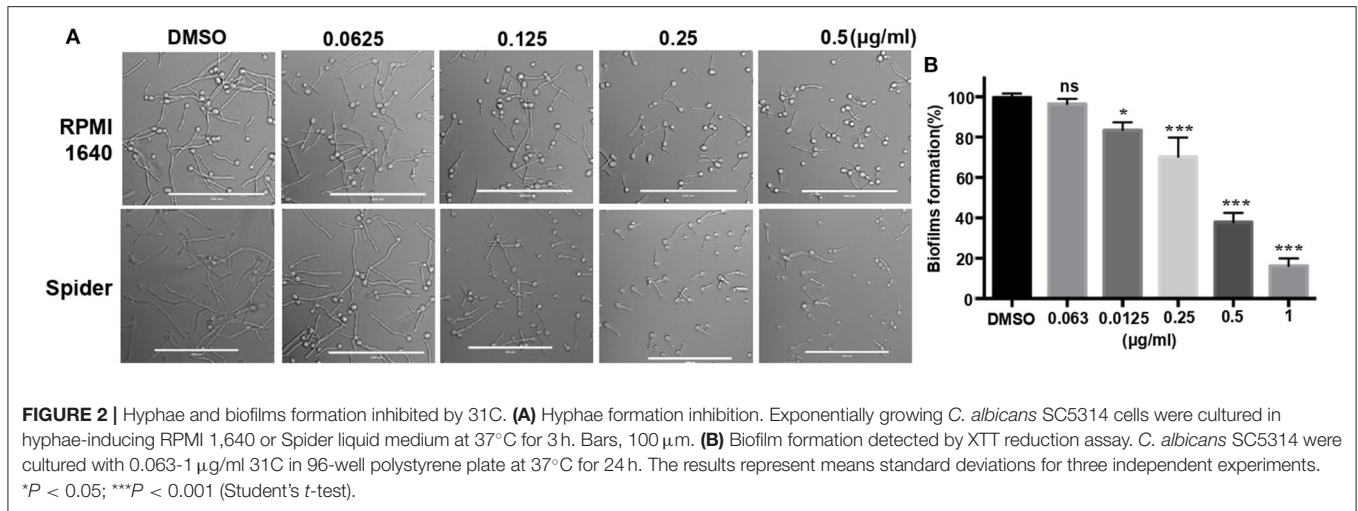 A
DMSO 0.0625 0.125 0.25 0.5 (µg/ml)
RPMI
1640
Spider
B
Biofilms formation(%)
100
80
60
40
20
0
ns
*
***
***
***
DMSO 0.063 0.0125 0.25 0.5 1
(µg/ml)
FIGURE 2 | Hyphae and biofilms formation inhibited by 31C. (A) Hyphae formation inhibition. Exponentially growing C. albicans SC5314 cells were cultured in
hyphae-inducing RPMI 1,640 or Spider liquid medium at 37°C for 3 h. Bars, 100 µm. (B) Biofilm formation detected by XTT reduction assay. C. albicans SC5314 were
cultured with 0.063-1 µg/ml 31C in 96-well polystyrene plate at 37°C for 24 h. The results represent means standard deviations for three independent experiments.
*P < 0.05; ***P < 0.001 (Student's t-test).